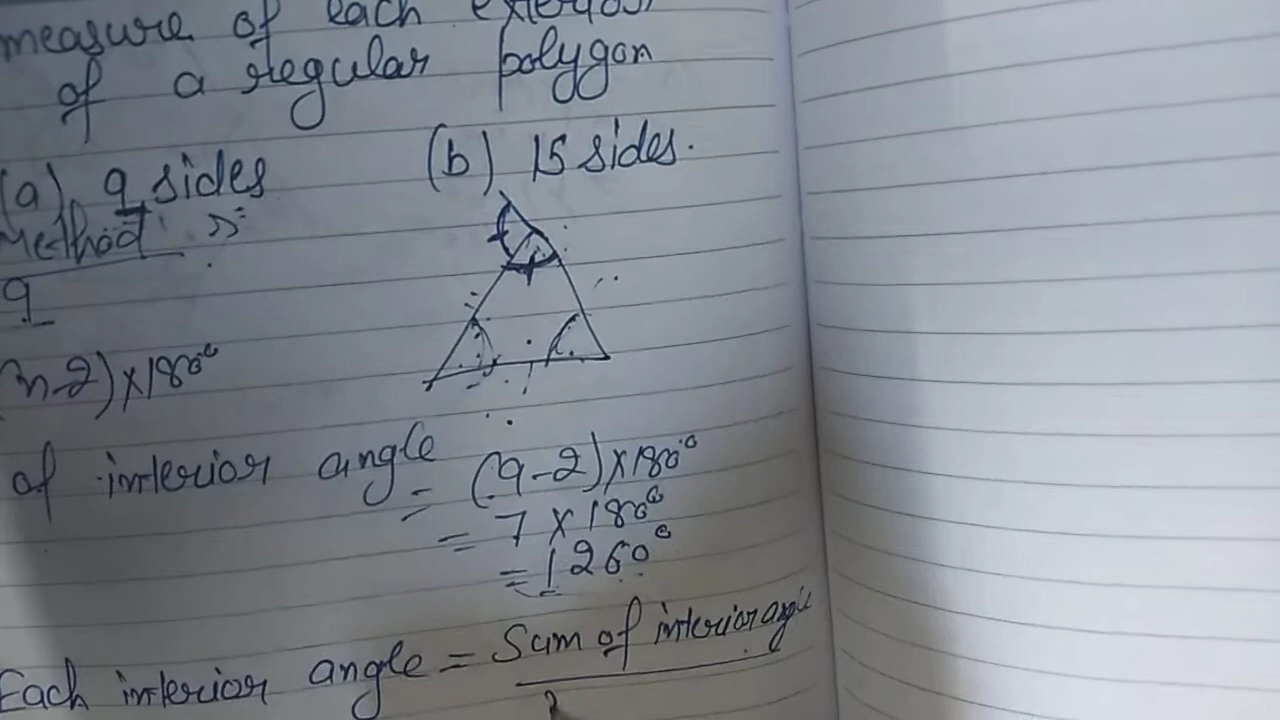 measure of each exterior
of a regular polygon
(a) 9 sides (b) 15 sides.
Method :-
9
(n-2)×180°
of interior angle
= (9-2)×180°
= 7×180°
= 1260°
Each interior angle = Sum of interior angle